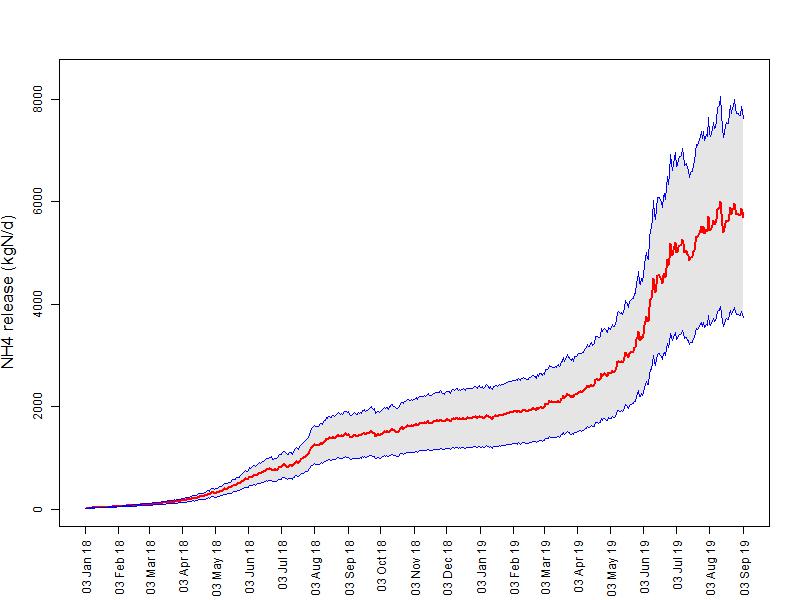 NH4 release (kgN/d)
8000
6000
4000
2000
0
03 Jan 18
03 Feb 18
03 Mar 18
03 Apr 18
03 May 18
03 Jun 18
03 Jul 18
03 Aug 18
03 Sep 18
03 Oct 18
03 Nov 18
03 Dec 18
03 Jan 19
03 Feb 19
03 Mar 19
03 Apr 19
03 May 19
03 Jun 19
03 Jul 19
03 Aug 19
03 Sep 19